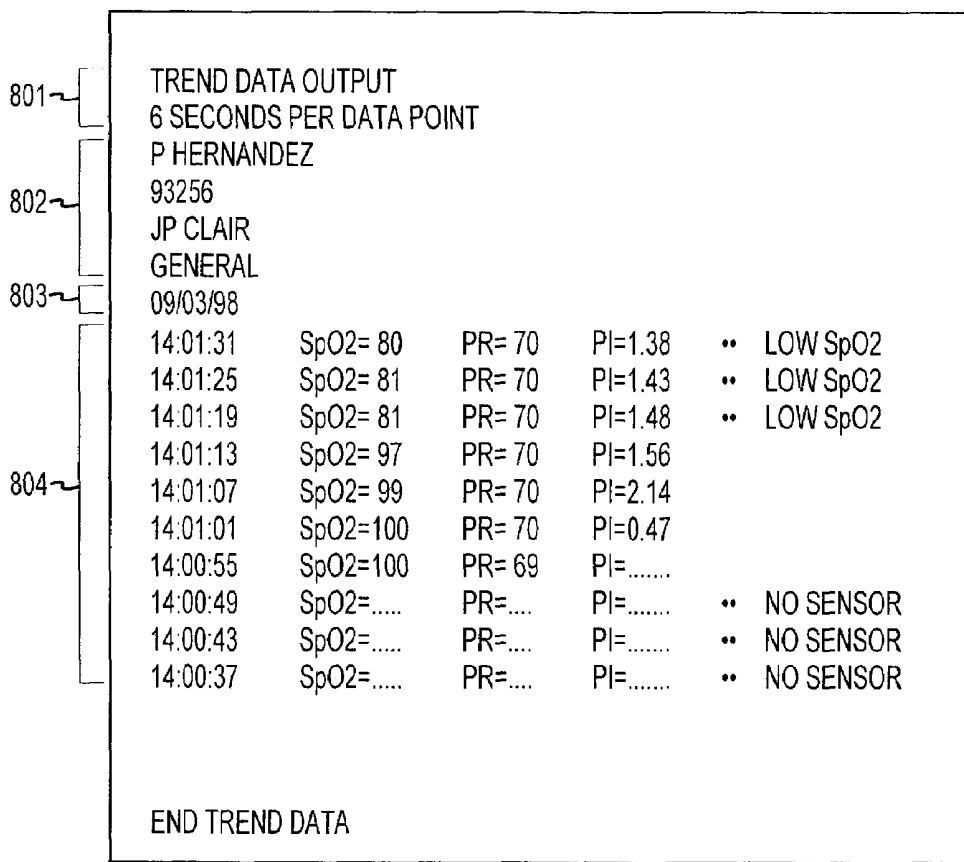 801
TREND DATA OUTPUT
6 SECONDS PER DATA POINT
802
P HERNANDEZ
93256
JP CLAIR
GENERAL
803
09/03/98
804
14:01:31 SpO2= 80 PR= 70 PI=1.38 •• LOW SpO2
14:01:25 SpO2= 81 PR= 70 PI=1.43 •• LOW SpO2
14:01:19 SpO2= 81 PR= 70 PI=1.48 •• LOW SpO2
14:01:13 SpO2= 97 PR= 70 PI=1.56
14:01:07 SpO2= 99 PR= 70 PI=2.14
14:01:01 SpO2=100 PR= 70 PI=0.47
14:00:55 SpO2=100 PR= 69 PI=.......
14:00:49 SpO2=..... PR=.... PI=....... •• NO SENSOR
14:00:43 SpO2=..... PR=.... PI=....... •• NO SENSOR
14:00:37 SpO2=..... PR=.... PI=....... •• NO SENSOR
END TREND DATA